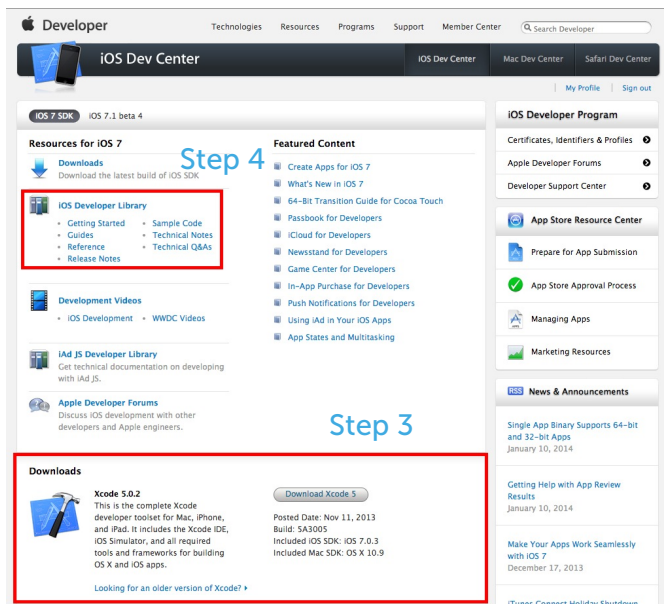 Developer
Technologies Resources Programs Support Member Center
Search Developer
iOS Dev Center
iOS Dev Center Mac Dev Center Safari Dev Center
My Profile Sign out
iOS 7 SDK iOS 7.1 beta 4
Resources for iOS 7
Step 4
Downloads
Download the latest build of iOS SDK
iOS Developer Library
Getting Started
Guides
Reference
Release Notes
Sample Code
Technical Notes
Technical Q&As
Development Videos
iOS Development WWDC Videos
iAd JS Developer Library
Get technical documentation on developing
with iAd JS.
Apple Developer Forums
Discuss iOS development with other
developers and Apple engineers.
Featured Content
Create Apps for iOS 7
What's New in iOS 7
64-Bit Transition Guide for Cocoa Touch
Passbook for Developers
iCloud for Developers
Newsstand for Developers
Game Center for Developers
In-App Purchase for Developers
Push Notifications for Developers
Using iAd in Your iOS Apps
App States and Multitasking
Step 3
Downloads
Xcode 5.0.2
This is the complete Xcode
developer toolset for Mac, iPhone,
and iPad. It includes the Xcode IDE,
iOS Simulator, and all required
tools and frameworks for building
OS X and iOS apps.
Looking for an older version of Xcode?
Download Xcode 5
Posted Date: Nov 11, 2013
Build: 5A3005
Included iOS SDK: iOS 7.0.3
Included Mac SDK: OS X 10.9
iOS Developer Program
Certificates, Identifiers & Profiles
Apple Developer Forums
Developer Support Center
App Store Resource Center
Prepare for App Submission
App Store Approval Process
Managing Apps
Marketing Resources
RSS News & Announcements
Single App Binary Supports 64-bit
and 32-bit Apps
January 10, 2014
Getting Help with App Review
Results
January 10, 2014
Make Your Apps Work Seamlessly
with iOS 7
December 17, 2013
iTunes Connect Holiday Shutdown